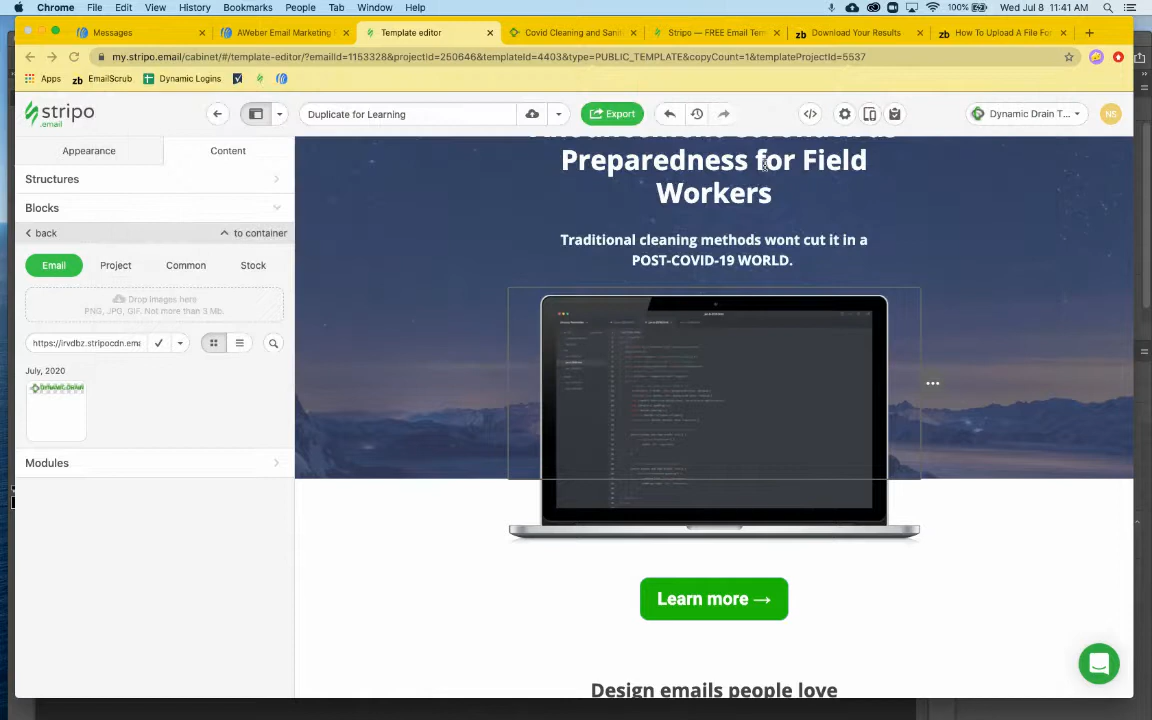 Chrome File Edit View History Bookmarks People Tab Window Help 100% Wed Jul 8 11:41 AM
Messages AWeber Email Marketing Template editor Covid Cleaning and Sani Stripo — FREE Email Tem Download Your Results How To Upload A File For
my.stripo.email/cabinet/#/template-editor/?emailId=1153328&projectId=250646&templateId=4403&type=PUBLIC_TEMPLATE&copyCount=1&templateProjectId=5537
Apps EmailScrub Dynamic Logins
stripo
.email
Duplicate for Learning
Export
Dynamic Drain T...
NS
Appearance Content
Structures
Blocks
back to container
Email Project Common Stock
Drop images here
PNG, JPG, GIF. Not more than 3 Mb.
https://irvdbz.stripocdn.ema
July, 2020
Modules
Preparedness for Field
Workers
Traditional cleaning methods wont cut it in a
POST-COVID-19 WORLD.
Learn more →
Design emails people love